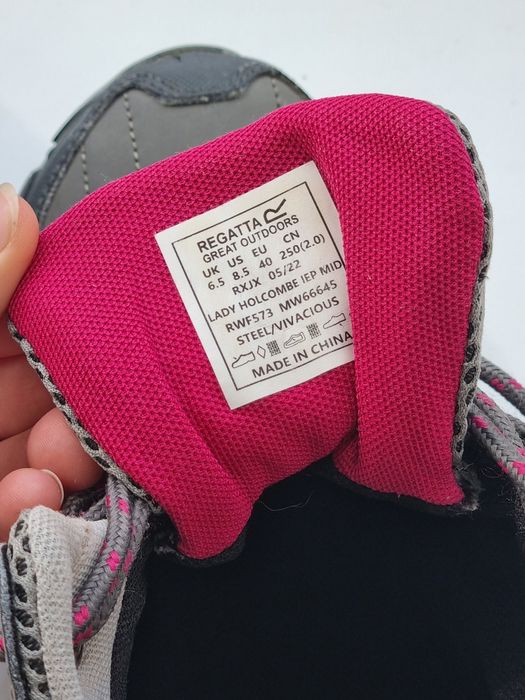 REGATTA
GREAT OUTDOORS
UK US EU CN
6.5 8.5 40 250(2.0)
RXJX 05/22
LADY HOLCOMBE IEP MID
RWF573 MW66645
STEEL/VIVACIOUS
MADE IN CHINA